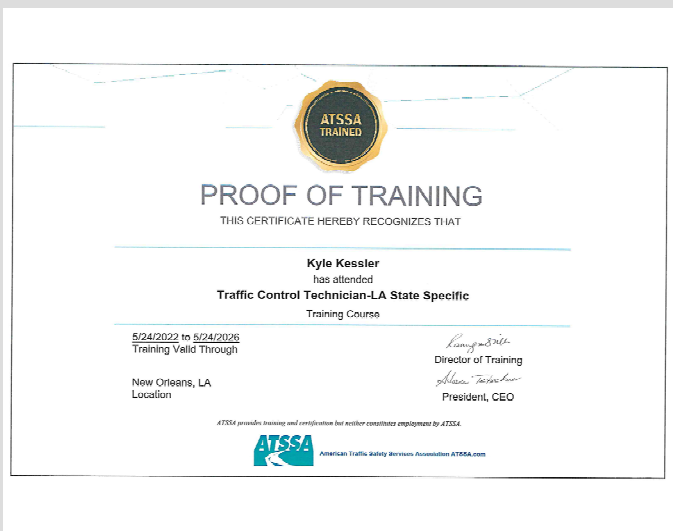 ATSSA
TRAINED
PROOF OF TRAINING
THIS CERTIFICATE HEREBY RECOGNIZES THAT
Kyle Kessler
has attended
Traffic Control Technician-LA State Specific
Training Course
5/24/2022 to 5/24/2026
Training Valid Through
Director of Training
New Orleans, LA
Location
President, CEO
ATSSA provides training and certification but neither constitutes employment by ATSSA.
ATSSA
American Traffic Safety Services Association ATSSA.com